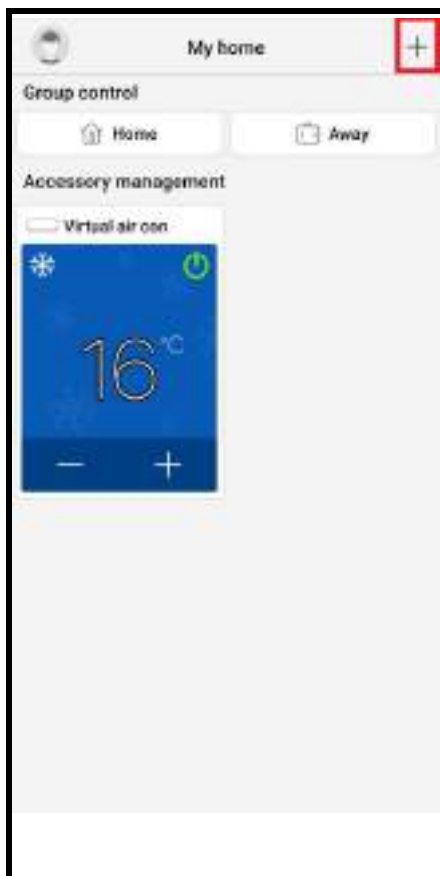 My home
+
Group control
Home
Away
Accessory management
Virtual air con
16°C
− +